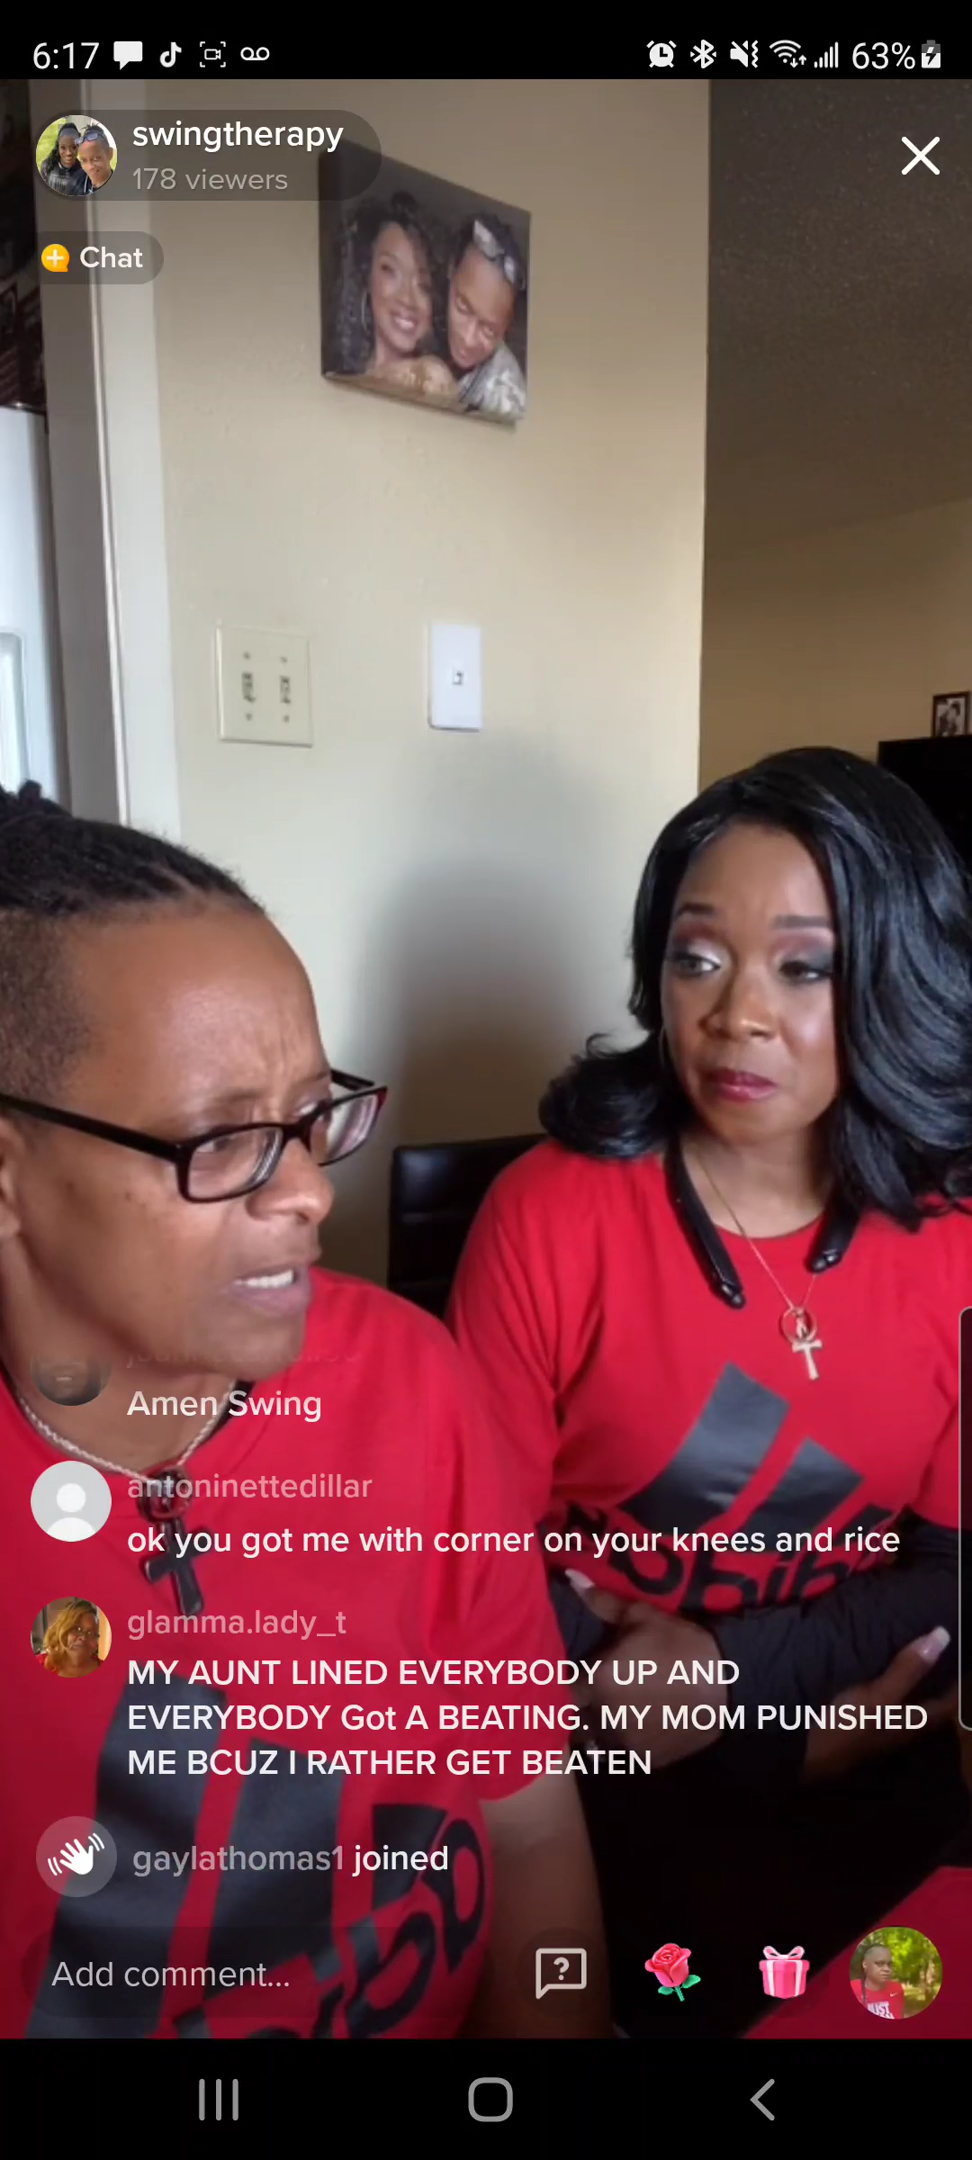 6:17
63%
swingtherapy
178 viewers
Chat
Amen Swing
antoninettedillar
ok you got me with corner on your knees and rice
glamma.lady_t
MY AUNT LINED EVERYBODY UP AND
EVERYBODY Got A BEATING. MY MOM PUNISHED
ME BCUZ I RATHER GET BEATEN
gaylathomas1 joined
Add comment...